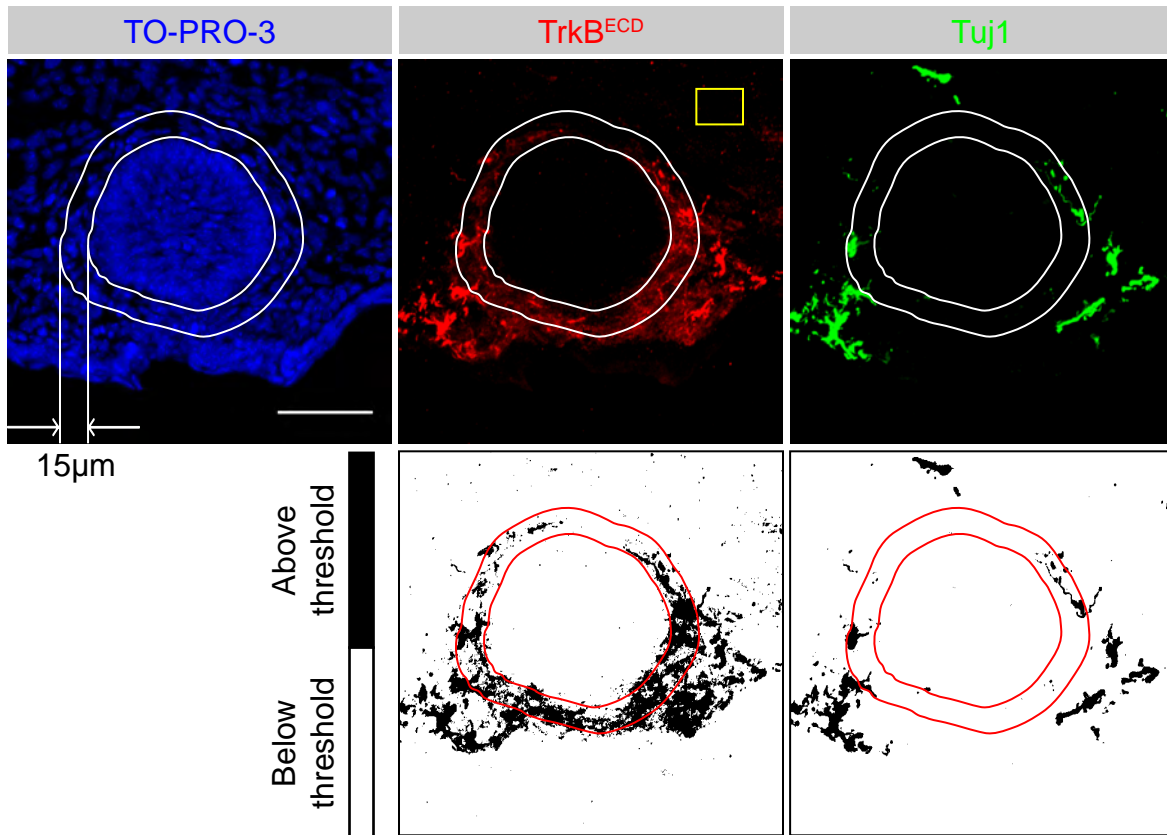 TO-PRO-3
TrkBECD
Tuj1
15µm
Above
threshold
Below
threshold